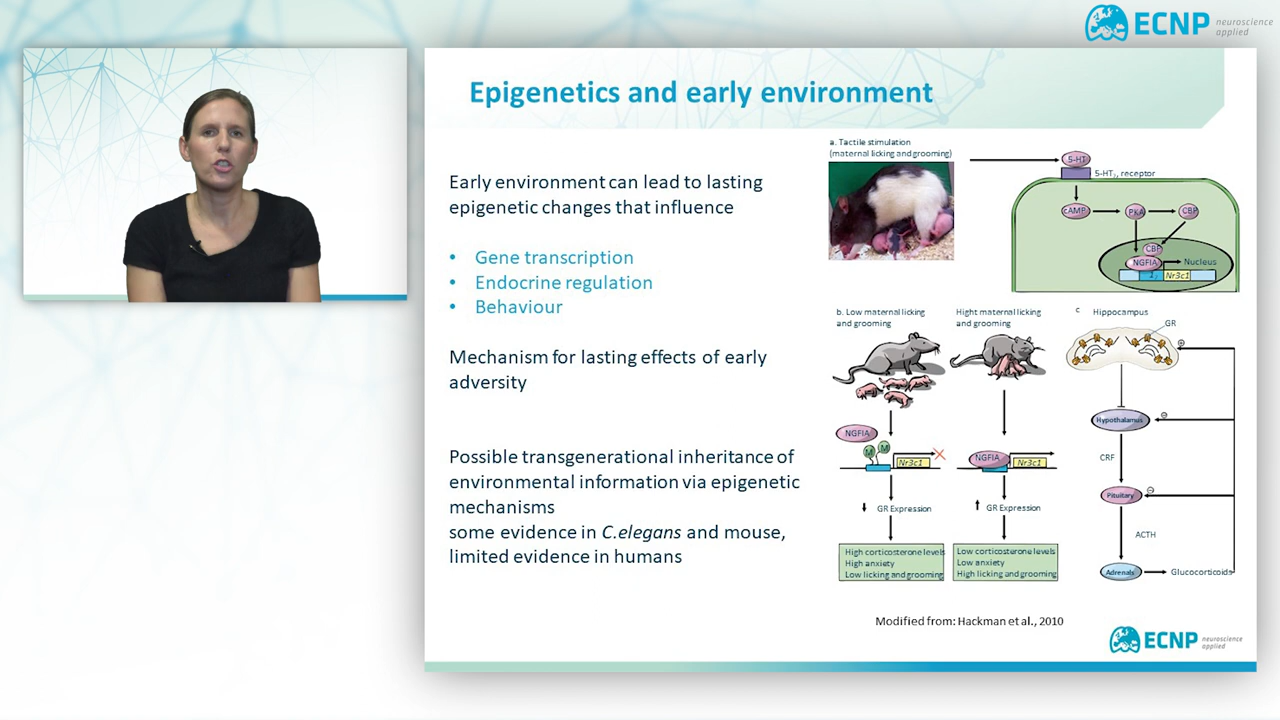 ECNP neuroscience applied
Epigenetics and early environment
Early environment can lead to lasting
epigenetic changes that influence
• Gene transcription
• Endocrine regulation
• Behaviour
Mechanism for lasting effects of early
adversity
Possible transgenerational inheritance of
environmental information via epigenetic
mechanisms
some evidence in C.elegans and mouse,
limited evidence in humans
a. Tactile stimulation
(maternal licking and grooming)
5-HT
5-HT₇, receptor
cAMP
PKA
CBP
CBP
NGFIA
Nucleus
Nr3c1
b. Low maternal licking
and grooming)
Hight maternal licking
and grooming)
NGFIA
M M
Nr3c1
NGFIA
Nr3c1
GR Expression
GR Expression
High corticosterone levels
High anxiety
Low licking and grooming
Low corticosterone levels
Low anxiety
High licking and grooming
c Hippocampus
GR
Hypothalamus
CRF
Pituitary
ACTH
Adrenals
Glucocorticoids
Modified from: Hackman et al., 2010
ECNP neuroscience applied